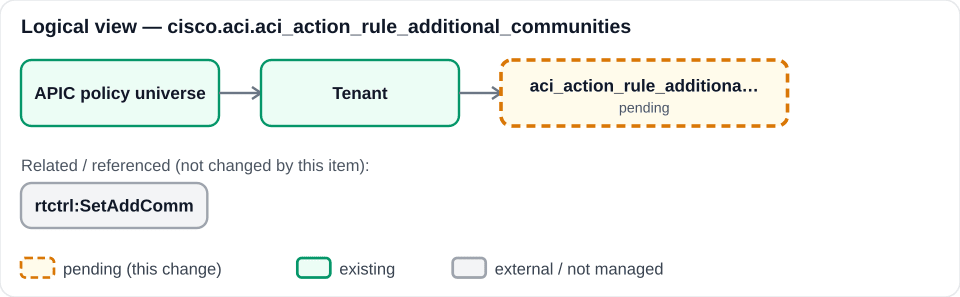 Logical view — cisco.aci.aci_action_rule_additional_communities
APIC policy universe
Tenant
aci_action_rule_additiona…
pending
Related / referenced (not changed by this item):
rtctrl:SetAddComm
pending (this change)
existing
external / not managed